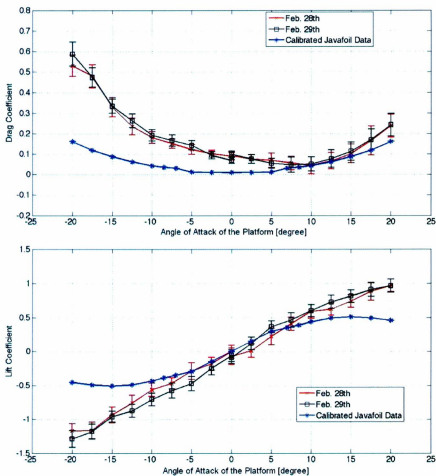 0.8
0.7
0.6
0.5
0.4
0.3
0.2
0.1
0
-0.1
-0.2
Drag Coefficient
Feb. 28th
Feb. 29th
Calibrated Javafoil Data
-25 -20 -15 -10 -5 0 5 10 15 20 25
Angle of Attack of the Platform [degree]
1.5
1
0.5
0
-0.5
-1
-1.5
Lift Coefficient
Feb. 28th
Feb. 29th
Calibrated Javafoil Data
-25 -20 -15 -10 -5 0 5 10 15 20 25
Angle of Attack of the Platform [degree]